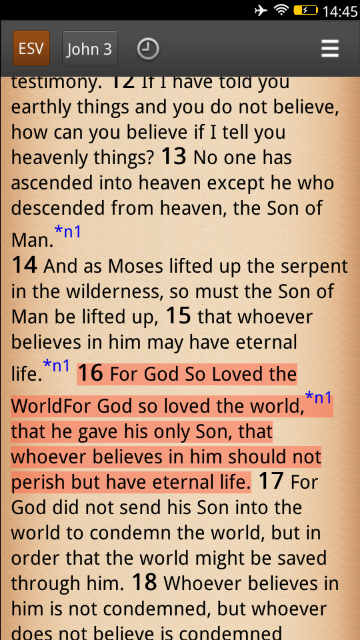 14:45
ESV John 3
testimony. 12 If I have told you
earthly things and you do not believe,
how can you believe if I tell you
heavenly things? 13 No one has
ascended into heaven except he who
descended from heaven, the Son of
Man.*n1
14 And as Moses lifted up the serpent
in the wilderness, so must the Son of
Man be lifted up, 15 that whoever
believes in him may have eternal
life.*n1 16 For God So Loved the
WorldFor God so loved the world,*n1
that he gave his only Son, that
whoever believes in him should not
perish but have eternal life. 17 For
God did not send his Son into the
world to condemn the world, but in
order that the world might be saved
through him. 18 Whoever believes in
him is not condemned, but whoever
does not believe is condemned